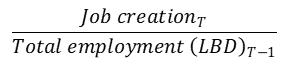 Job creation_T
Total employment (LBD)_{T−1}